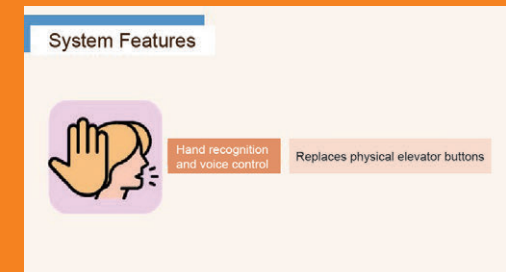 System Features
Hand recognition
and voice control
Replaces physical elevator buttons